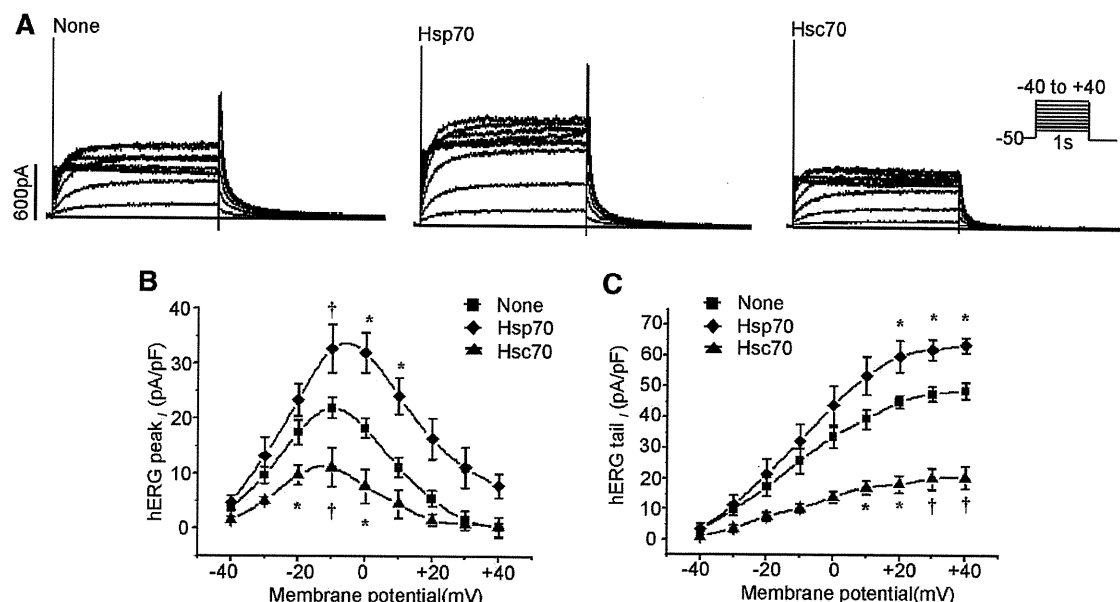 A
None
Hsp70
Hsc70
-40 to +40
-50
1s
600pA
B
None
Hsp70
Hsc70
hERG peak I (pA/pF)
40
30
20
10
0
† * *
* † *
-40 -20 0 +20 +40
Membrane potential(mV)
C
None
Hsp70
Hsc70
hERG tail I (pA/pF)
70
60
50
40
30
20
10
0
* * *
* * † †
-40 -20 0 +20 +40
Membrane potential(mV)